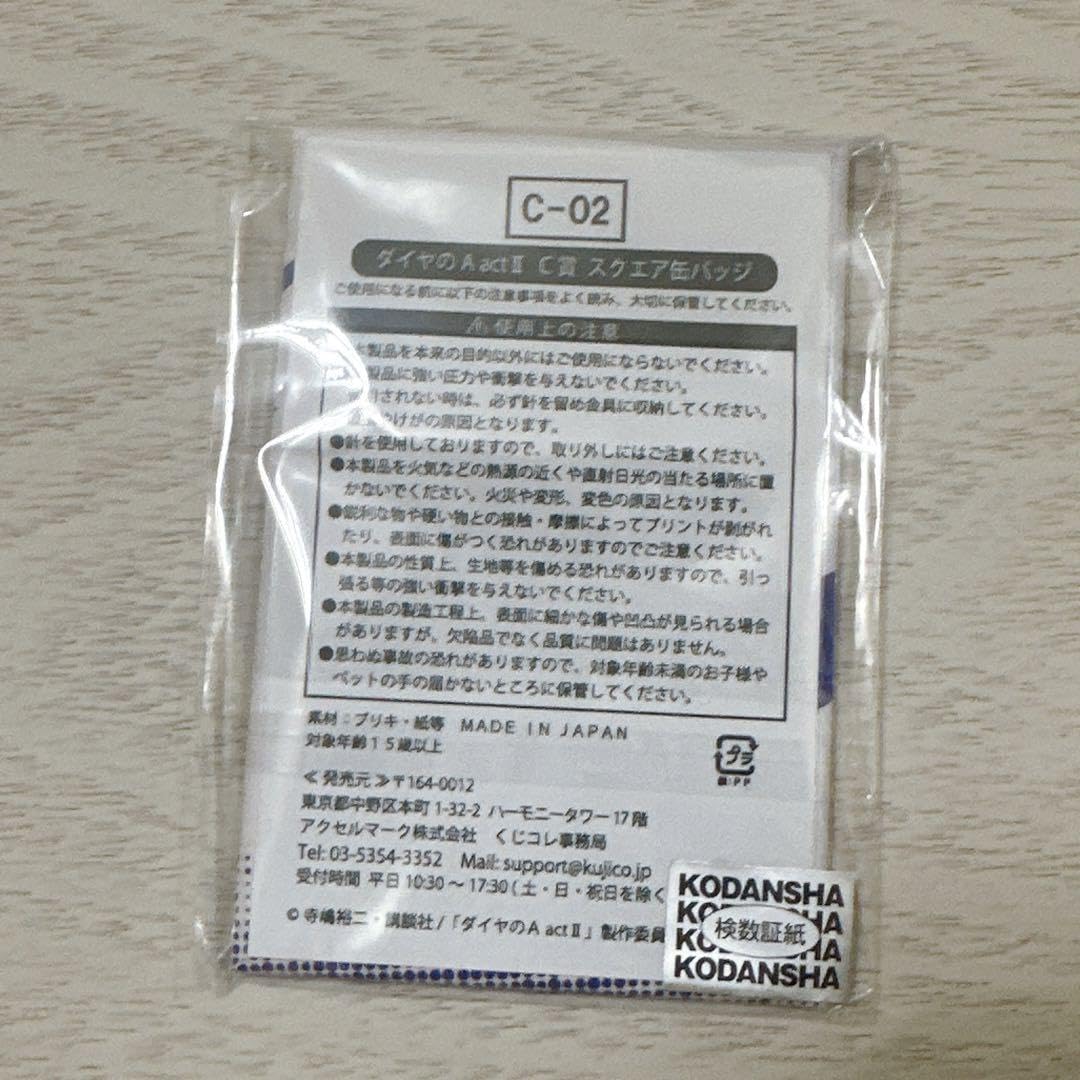 C-02
ダイヤのA actⅡ C賞 スクエア缶バッジ
ご使用になる前に以下の注意事項をよく読み、大切に保管してください。
⚠使用上の注意
本製品を本来の目的以外にはご使用にならないでください。
製品に強い圧力や衝撃を与えないでください。
用されない時は、必ず針を留め金具に収納してください。
やけがの原因となります。
●針を使用しておりますので、取り外しにはご注意ください。
●本製品を火気などの熱源の近くや直射日光の当たる場所に置
かないでください。火災や変形、変色の原因となります。
●鋭利な物や硬い物との接触・摩擦によってプリントが剥がれ
たり、表面に傷がつく恐れがありますのでご注意ください。
●本製品の性質上、生地等を傷める恐れがありますので、引っ
張る等の強い衝撃を与えないでください。
●本製品の製造工程上、表面に細かな傷や凹凸が見られる場合
がありますが、欠陥品でなく品質に問題はありません。
●思わぬ事故の恐れがありますので、対象年齢未満のお子様や
ペットの手の届かないところに保管してください。
素材：ブリキ・紙等 MADE IN JAPAN
対象年齢15歳以上
プラ
袋:PP
≪発売元≫〒164-0012
東京都中野区本町1-32-2 ハーモニータワー17階
アクセルマーク株式会社 くじコレ事務局
Tel: 03-5354-3352 Mail: support@kujico.jp
受付時間 平日10:30～17:30（土・日・祝日を除く
© 寺嶋裕二・講談社/「ダイヤのA actⅡ」製作委員
KODANSHA
KODANSHA
検数証紙
KODANSHA
KODANSHA